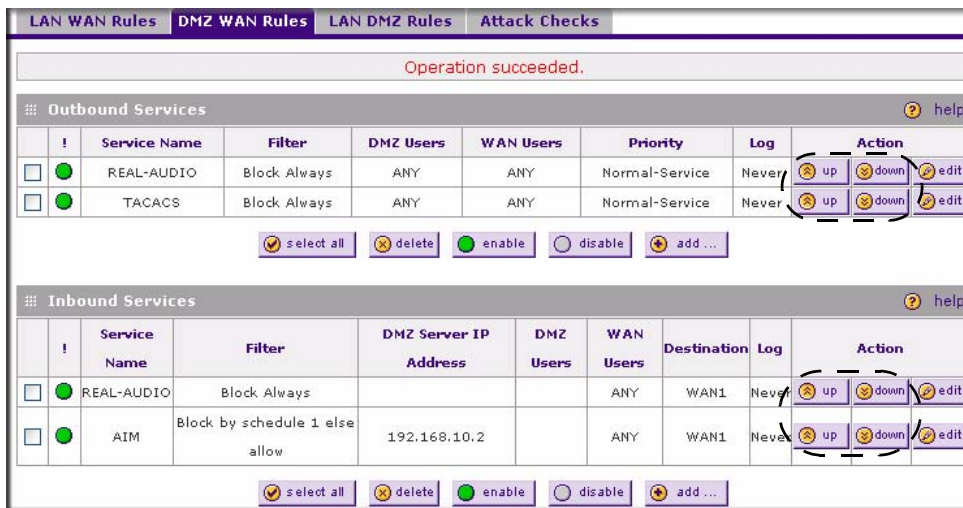 LAN WAN Rules DMZ WAN Rules LAN DMZ Rules Attack Checks
Operation succeeded.
Outbound Services help
! Service Name Filter DMZ Users WAN Users Priority Log Action
REAL-AUDIO Block Always ANY ANY Normal-Service Never up down edit
TACACS Block Always ANY ANY Normal-Service Never up down edit
select all delete enable disable add ...
Inbound Services help
! Service Name Filter DMZ Server IP Address DMZ Users WAN Users Destination Log Action
REAL-AUDIO Block Always ANY WAN1 Never up down edit
AIM Block by schedule 1 else allow 192.168.10.2 ANY WAN1 Never up down edit
select all delete enable disable add ...